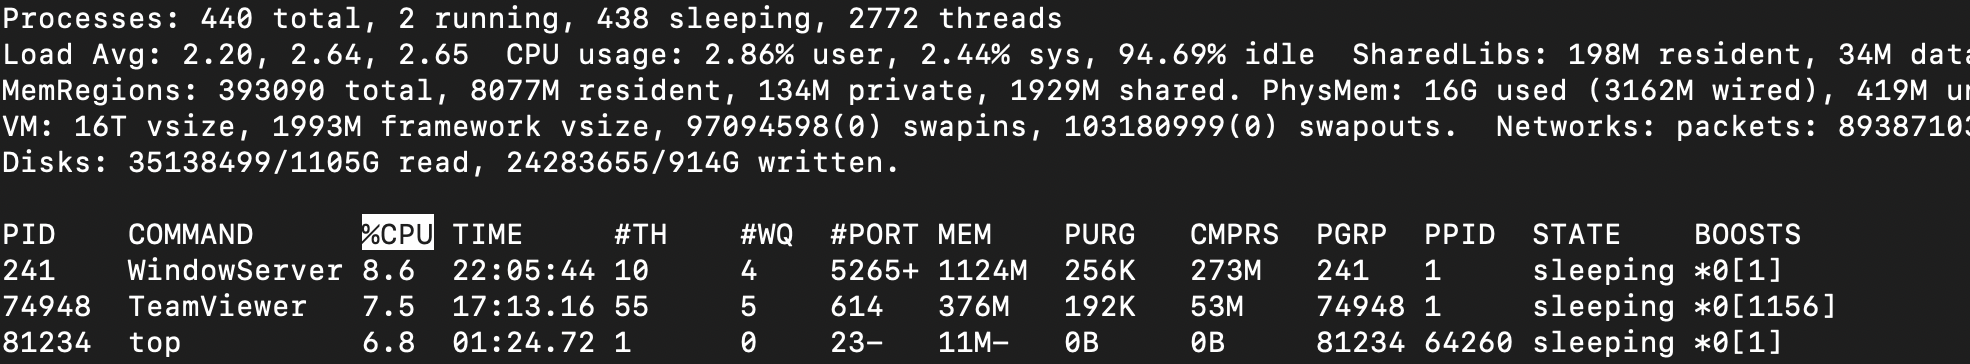 Processes: 440 total, 2 running, 438 sleeping, 2772 threads
Load Avg: 2.20, 2.64, 2.65  CPU usage: 2.86% user, 2.44% sys, 94.69% idle  SharedLibs: 198M resident, 34M data
MemRegions: 393090 total, 8077M resident, 134M private, 1929M shared. PhysMem: 16G used (3162M wired), 419M un
VM: 16T vsize, 1993M framework vsize, 97094598(0) swapins, 103180999(0) swapouts.  Networks: packets: 89387103
Disks: 35138499/1105G read, 24283655/914G written.
PID    COMMAND      %CPU TIME     #TH    #WQ  #PORT MEM    PURG   CMPRS  PGRP  PPID  STATE    BOOSTS
241    WindowServer 8.6  22:05:44 10     4    5265+ 1124M  256K   273M   241   1     sleeping *0[1]
74948  TeamViewer   7.5  17:13.16 55     5    614   376M   192K   53M    74948 1     sleeping *0[1156]
81234  top          6.8  01:24.72 1      0    23-   11M-   0B     0B     81234 64260 sleeping *0[1]